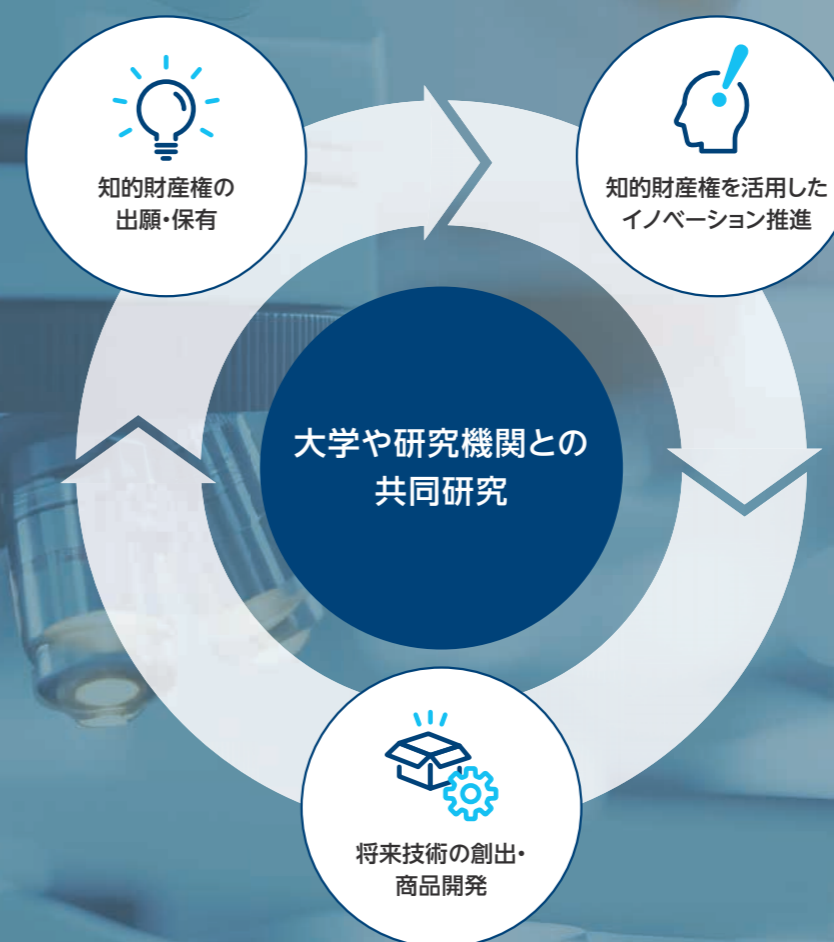 知的財産権の
出願・保有
知的財産権を活用した
イノベーション推進
大学や研究機関との
共同研究
将来技術の創出・
商品開発